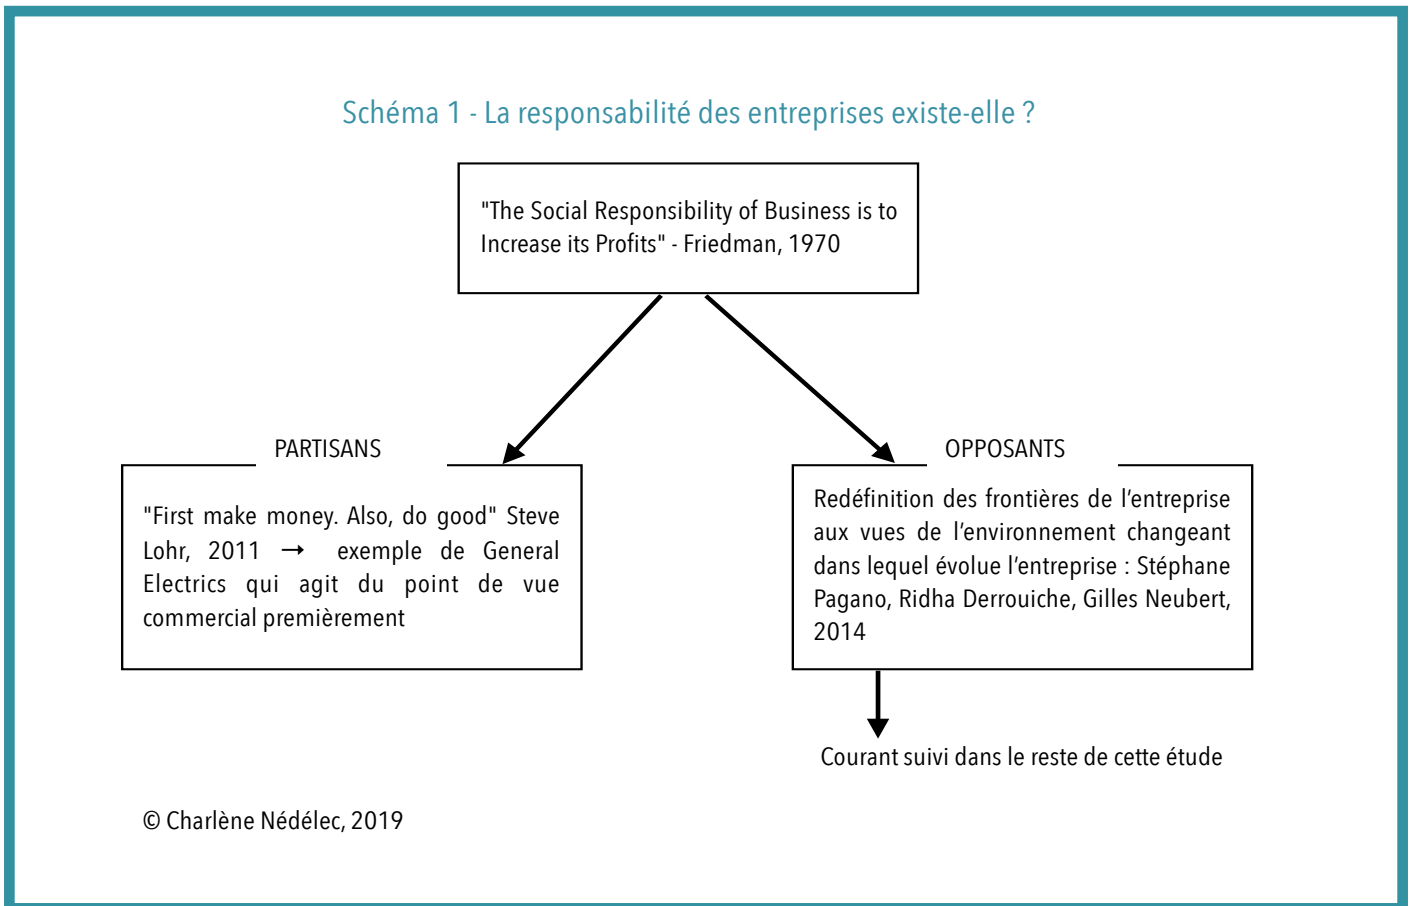 Schéma 1 - La responsabilité des entreprises existe-elle ?
"The Social Responsibility of Business is to
Increase its Profits" - Friedman, 1970
PARTISANS
"First make money. Also, do good" Steve
Lohr, 2011 → exemple de General
Electrics qui agit du point de vue
commercial premièrement
OPPOSANTS
Redéfinition des frontières de l’entreprise
aux vues de l’environnement changeant
dans lequel évolue l’entreprise : Stéphane
Pagano, Ridha Derrouiche, Gilles Neubert,
2014
Courant suivi dans le reste de cette étude
© Charlène Nédélec, 2019